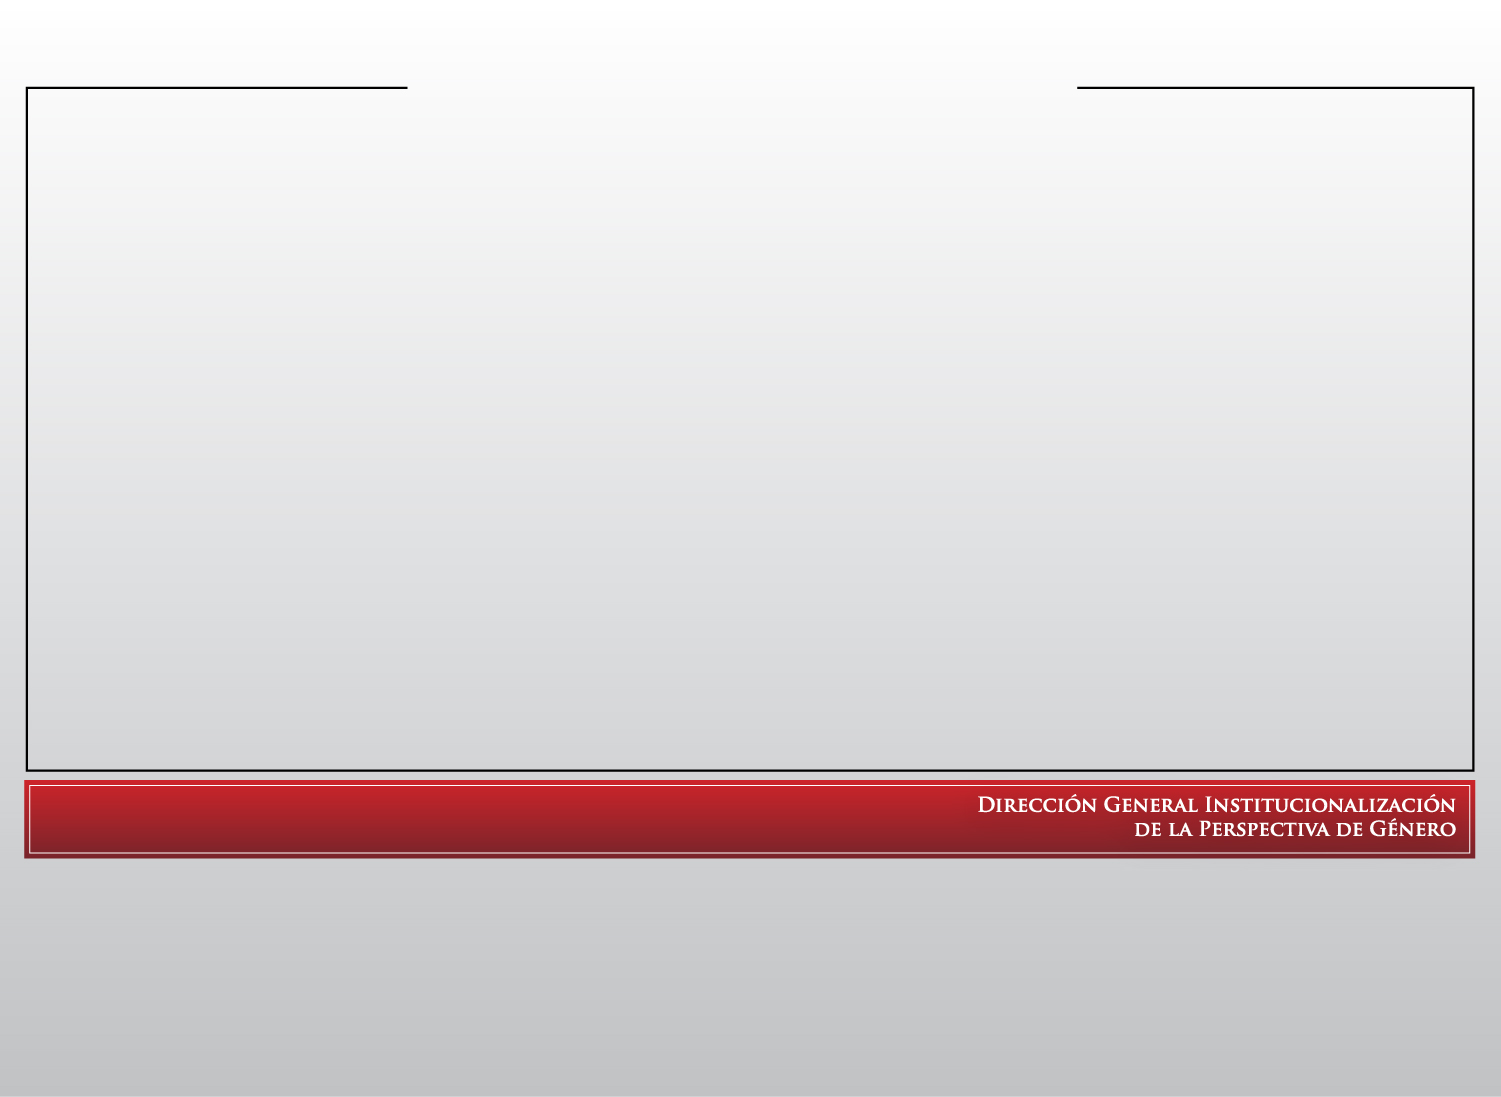 Dirección General Institucionalización
de la Perspectiva de Género